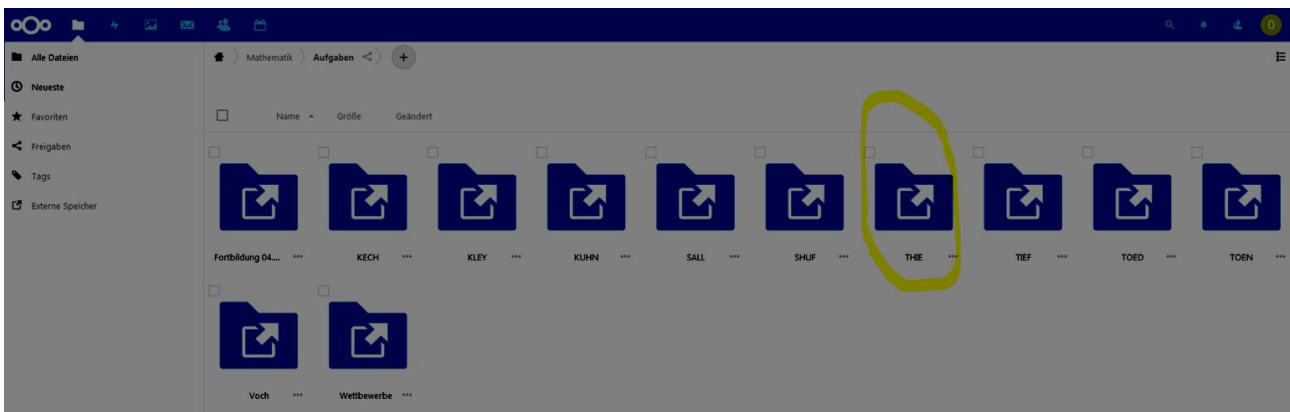 Alle Dateien
Neueste
Favoriten
Freigaben
Tags
Externe Speicher
Mathematik Aufgaben +
Name Größe Geändert
Fortbildung 04.... KECH KLEY KUHN SALL SHUF THIE TIEF TOED TOEN
Voch Wettbewerbe
O